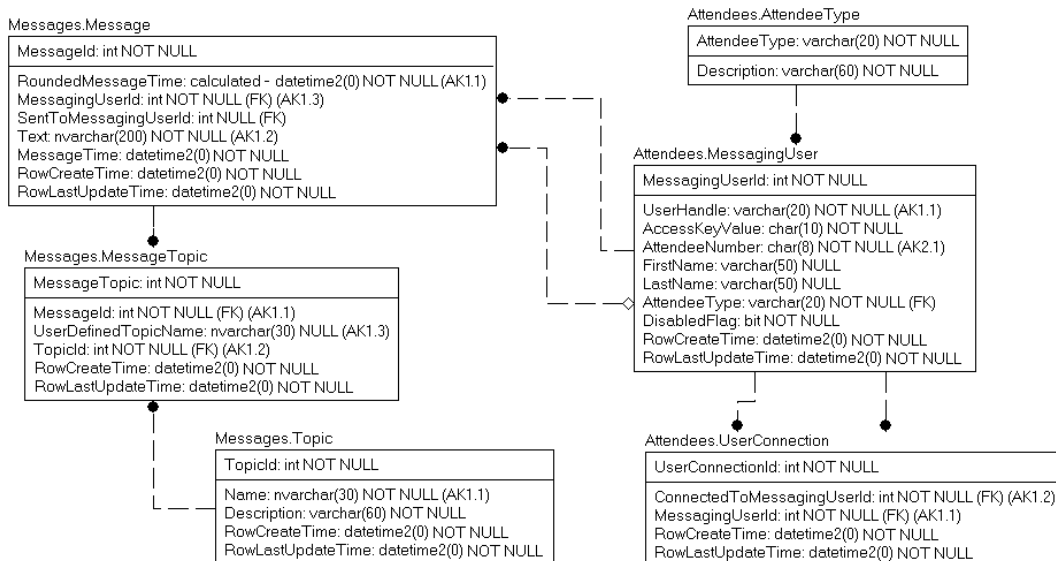 Messages.Message
MessageId: int NOT NULL
RoundedMessageTime: calculated - datetime2(0) NOT NULL (AK1.1)
MessagingUserId: int NOT NULL (FK) (AK1.3)
SentToMessagingUserId: int NULL (FK)
Text: nvarchar(200) NOT NULL (AK1.2)
MessageTime: datetime2(0) NOT NULL
RowCreateTime: datetime2(0) NOT NULL
RowLastUpdateTime: datetime2(0) NOT NULL
Attendees.AttendeeType
AttendeeType: varchar(20) NOT NULL
Description: varchar(60) NOT NULL
Attendees.MessagingUser
MessagingUserId: int NOT NULL
UserHandle: varchar(20) NOT NULL (AK1.1)
AccessKeyValue: char(10) NOT NULL
AttendeeNumber: char(8) NOT NULL (AK2.1)
FirstName: varchar(50) NULL
LastName: varchar(50) NULL
AttendeeType: varchar(20) NOT NULL (FK)
DisabledFlag: bit NOT NULL
RowCreateTime: datetime2(0) NOT NULL
RowLastUpdateTime: datetime2(0) NOT NULL
Messages.MessageTopic
MessageTopic: int NOT NULL
MessageId: int NOT NULL (FK) (AK1.1)
UserDefinedTopicName: nvarchar(30) NULL (AK1.3)
TopicId: int NOT NULL (FK) (AK1.2)
RowCreateTime: datetime2(0) NOT NULL
RowLastUpdateTime: datetime2(0) NOT NULL
Messages.Topic
TopicId: int NOT NULL
Name: nvarchar(30) NOT NULL (AK1.1)
Description: varchar(60) NOT NULL
RowCreateTime: datetime2(0) NOT NULL
RowLastUpdateTime: datetime2(0) NOT NULL
Attendees.UserConnection
UserConnectionId: int NOT NULL
ConnectedToMessagingUserId: int NOT NULL (FK) (AK1.2)
MessagingUserId: int NOT NULL (FK) (AK1.1)
RowCreateTime: datetime2(0) NOT NULL
RowLastUpdateTime: datetime2(0) NOT NULL